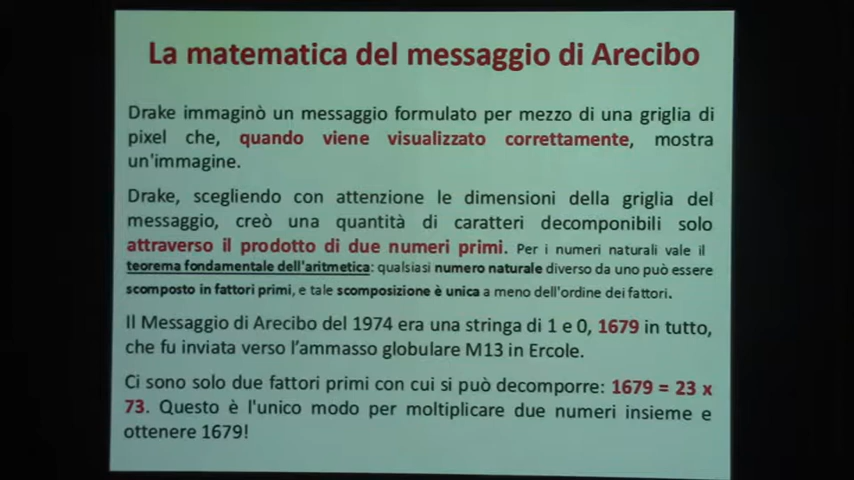 La matematica del messaggio di Arecibo
Drake immaginò un messaggio formulato per mezzo di una griglia di
pixel che, quando viene visualizzato correttamente, mostra
un'immagine.
Drake, scegliendo con attenzione le dimensioni della griglia del
messaggio, creò una quantità di caratteri decomponibili solo
attraverso il prodotto di due numeri primi. Per i numeri naturali vale il
teorema fondamentale dell'aritmetica: qualsiasi numero naturale diverso da uno può essere
scomposto in fattori primi, e tale scomposizione è unica a meno dell'ordine dei fattori.
Il Messaggio di Arecibo del 1974 era una stringa di 1 e 0, 1679 in tutto,
che fu inviata verso l'ammasso globulare M13 in Ercole.
Ci sono solo due fattori primi con cui si può decomporre: 1679 = 23 x
73. Questo è l'unico modo per moltiplicare due numeri insieme e
ottenere 1679!